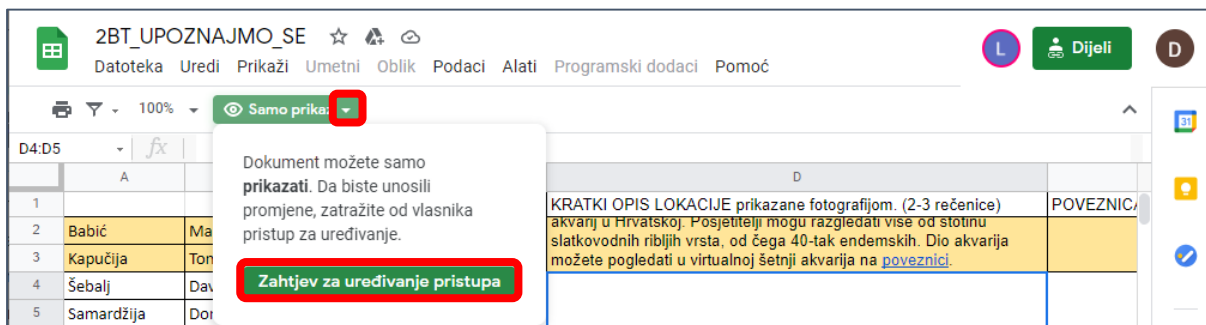 2BT_UPOZNAJMO_SE
L
Dijeli
D
Datoteka Uredi Prikaži Umetni Oblik Podaci Alati Programski dodaci Pomoć
100% Samo prikaz
31
D4:D5 fx
Dokument možete samo
prikazati. Da biste unosili
promjene, zatražite od vlasnika
pristup za uređivanje.
Zahtjev za uređivanje pristupa
A D
1 KRATKI OPIS LOKACIJE prikazane fotografijom. (2-3 rečenice) POVEZNICA
akvarij u Hrvatskoj. Posjetitelji mogu razgledati više od stotinu
2 Babić Ma slatkovodnih ribljih vrsta, od čega 40-tak endemskih. Dio akvarija
3 Kapučija Ton možete pogledati u virtualnoj šetnji akvarija na poveznici.
4 Šebalj Dav
5 Samardžija Dor